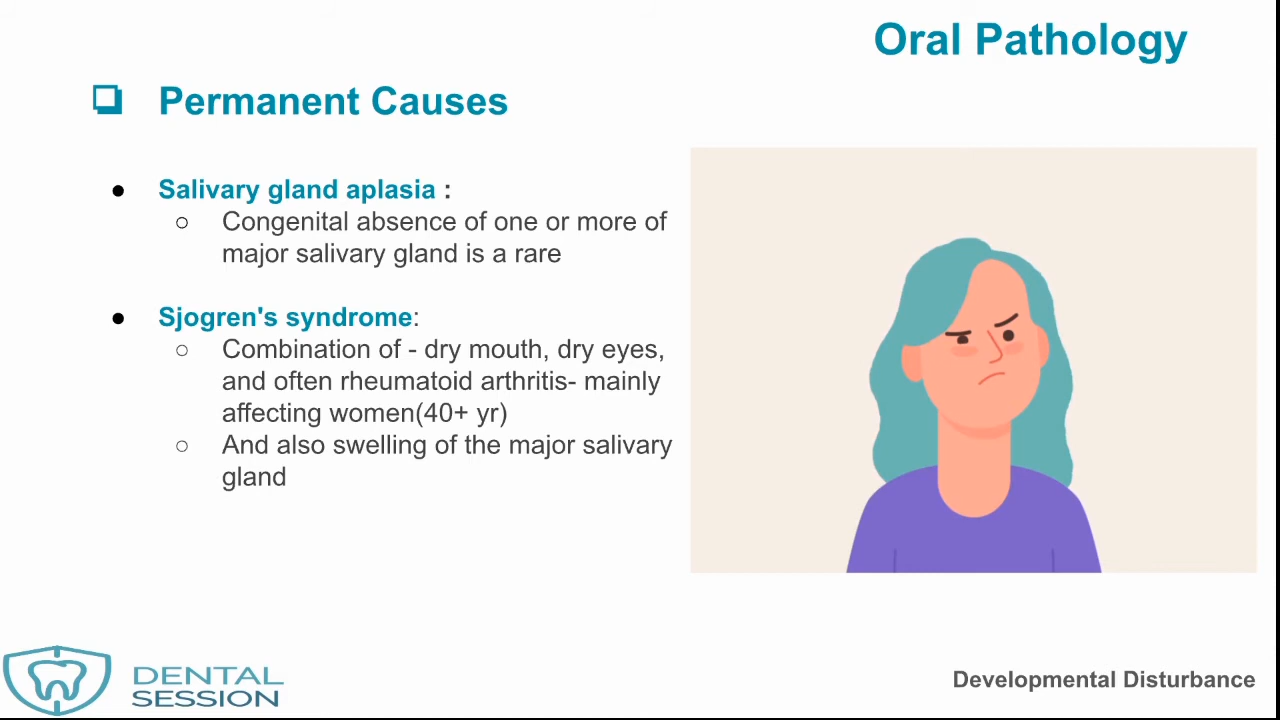 Oral Pathology
❏ Permanent Causes
● Salivary gland aplasia :
○ Congenital absence of one or more of
major salivary gland is a rare
● Sjogren's syndrome:
○ Combination of - dry mouth, dry eyes,
and often rheumatoid arthritis- mainly
affecting women(40+ yr)
○ And also swelling of the major salivary
gland
DENTAL
SESSION
Developmental Disturbance